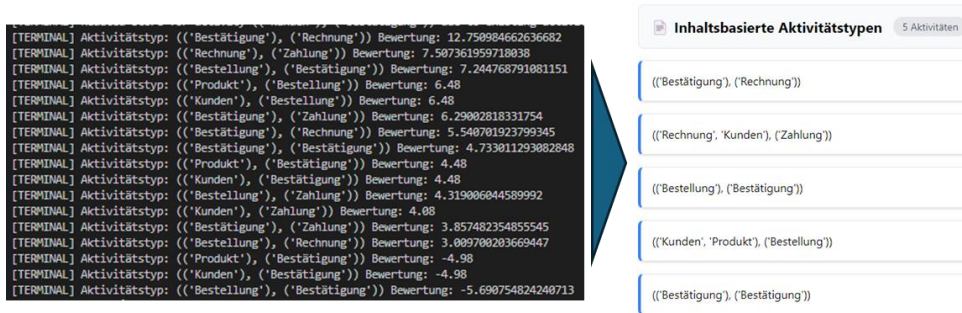 [TERMINAL] Aktivitätstyp: (('Bestätigung'), ('Rechnung')) Bewertung: 12.750984662636682
[TERMINAL] Aktivitätstyp: (('Rechnung'), ('Zahlung')) Bewertung: 7.507361959718038
[TERMINAL] Aktivitätstyp: (('Bestellung'), ('Bestätigung')) Bewertung: 7.244768791081151
[TERMINAL] Aktivitätstyp: (('Produkt'), ('Bestellung')) Bewertung: 6.48
[TERMINAL] Aktivitätstyp: (('Kunden'), ('Bestellung')) Bewertung: 6.48
[TERMINAL] Aktivitätstyp: (('Bestätigung'), ('Zahlung')) Bewertung: 6.29002818331754
[TERMINAL] Aktivitätstyp: (('Bestätigung'), ('Rechnung')) Bewertung: 5.540701923799345
[TERMINAL] Aktivitätstyp: (('Bestätigung'), ('Bestätigung')) Bewertung: 4.733011293082848
[TERMINAL] Aktivitätstyp: (('Produkt'), ('Bestätigung')) Bewertung: 4.48
[TERMINAL] Aktivitätstyp: (('Kunden'), ('Bestätigung')) Bewertung: 4.48
[TERMINAL] Aktivitätstyp: (('Bestellung'), ('Zahlung')) Bewertung: 4.319006044589992
[TERMINAL] Aktivitätstyp: (('Kunden'), ('Zahlung')) Bewertung: 4.08
[TERMINAL] Aktivitätstyp: (('Bestätigung'), ('Zahlung')) Bewertung: 3.857482354855545
[TERMINAL] Aktivitätstyp: (('Bestellung'), ('Rechnung')) Bewertung: 3.009700203669447
[TERMINAL] Aktivitätstyp: (('Produkt'), ('Bestätigung')) Bewertung: -4.98
[TERMINAL] Aktivitätstyp: (('Kunden'), ('Bestätigung')) Bewertung: -4.98
[TERMINAL] Aktivitätstyp: (('Bestellung'), ('Bestätigung')) Bewertung: -5.690754824240713
Inhaltsbasierte Aktivitätstypen 5 Aktivitäten
(('Bestätigung'), ('Rechnung'))
(('Rechnung', 'Kunden'), ('Zahlung'))
(('Bestellung'), ('Bestätigung'))
(('Kunden', 'Produkt'), ('Bestellung'))
(('Bestätigung'), ('Bestätigung'))